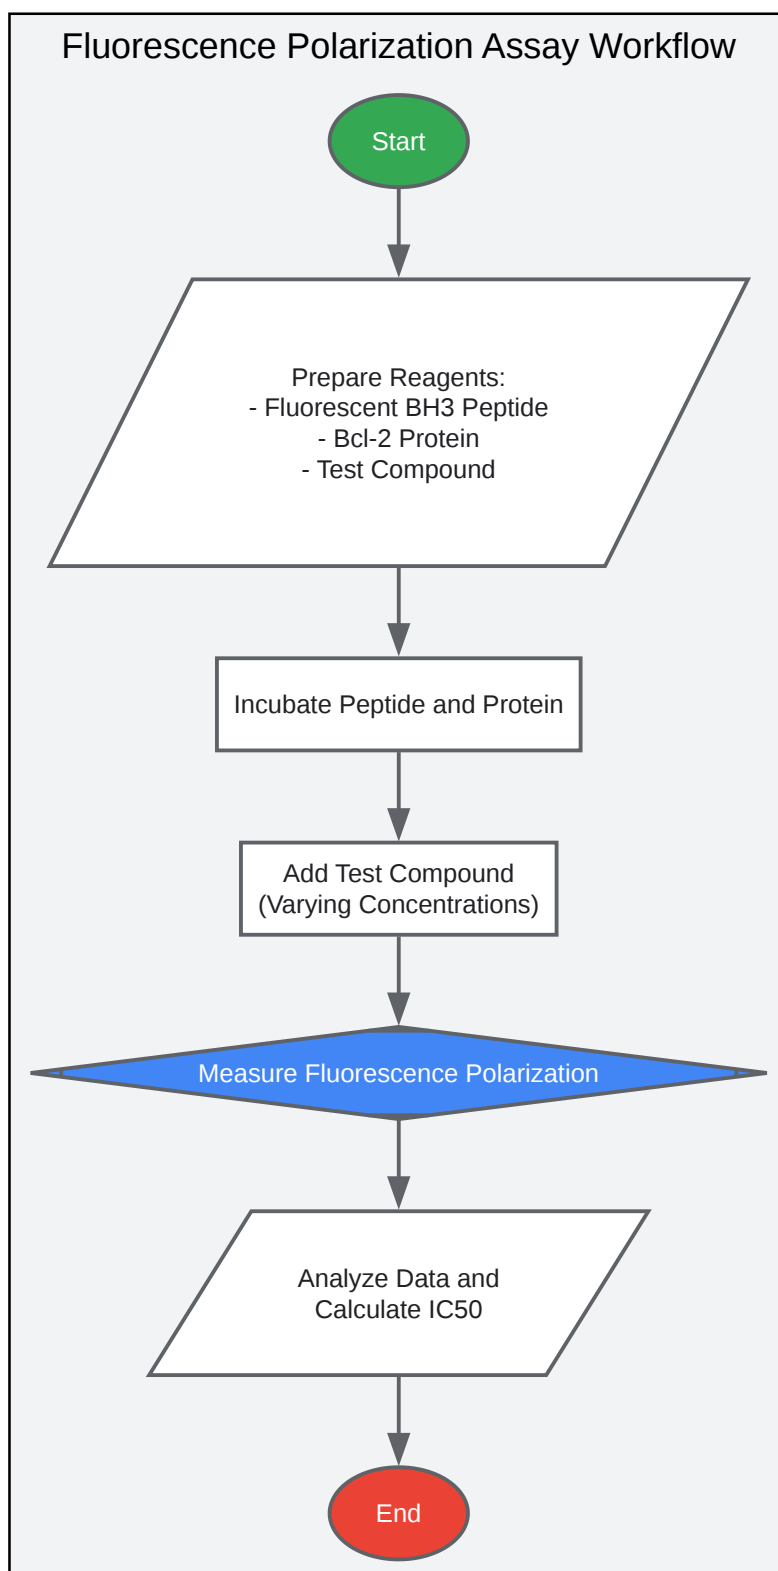 Fluorescence Polarization Assay Workflow
Start
Prepare Reagents:
- Fluorescent BH3 Peptide
- Bcl-2 Protein
- Test Compound
Incubate Peptide and Protein
Add Test Compound
(Varying Concentrations)
Measure Fluorescence Polarization
Analyze Data and
Calculate IC50
End